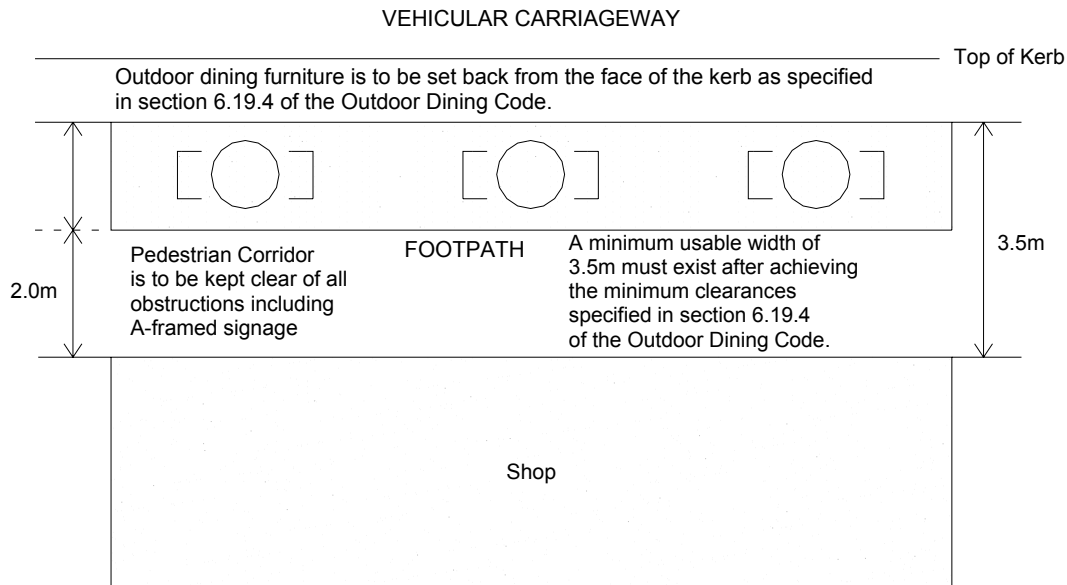 VEHICULAR CARRIAGEWAY
Top of Kerb
Outdoor dining furniture is to be set back from the face of the kerb as specified
in section 6.19.4 of the Outdoor Dining Code.
2.0m
Pedestrian Corridor
is to be kept clear of all
obstructions including
A-framed signage
FOOTPATH
A minimum usable width of
3.5m must exist after achieving
the minimum clearances
specified in section 6.19.4
of the Outdoor Dining Code.
3.5m
Shop